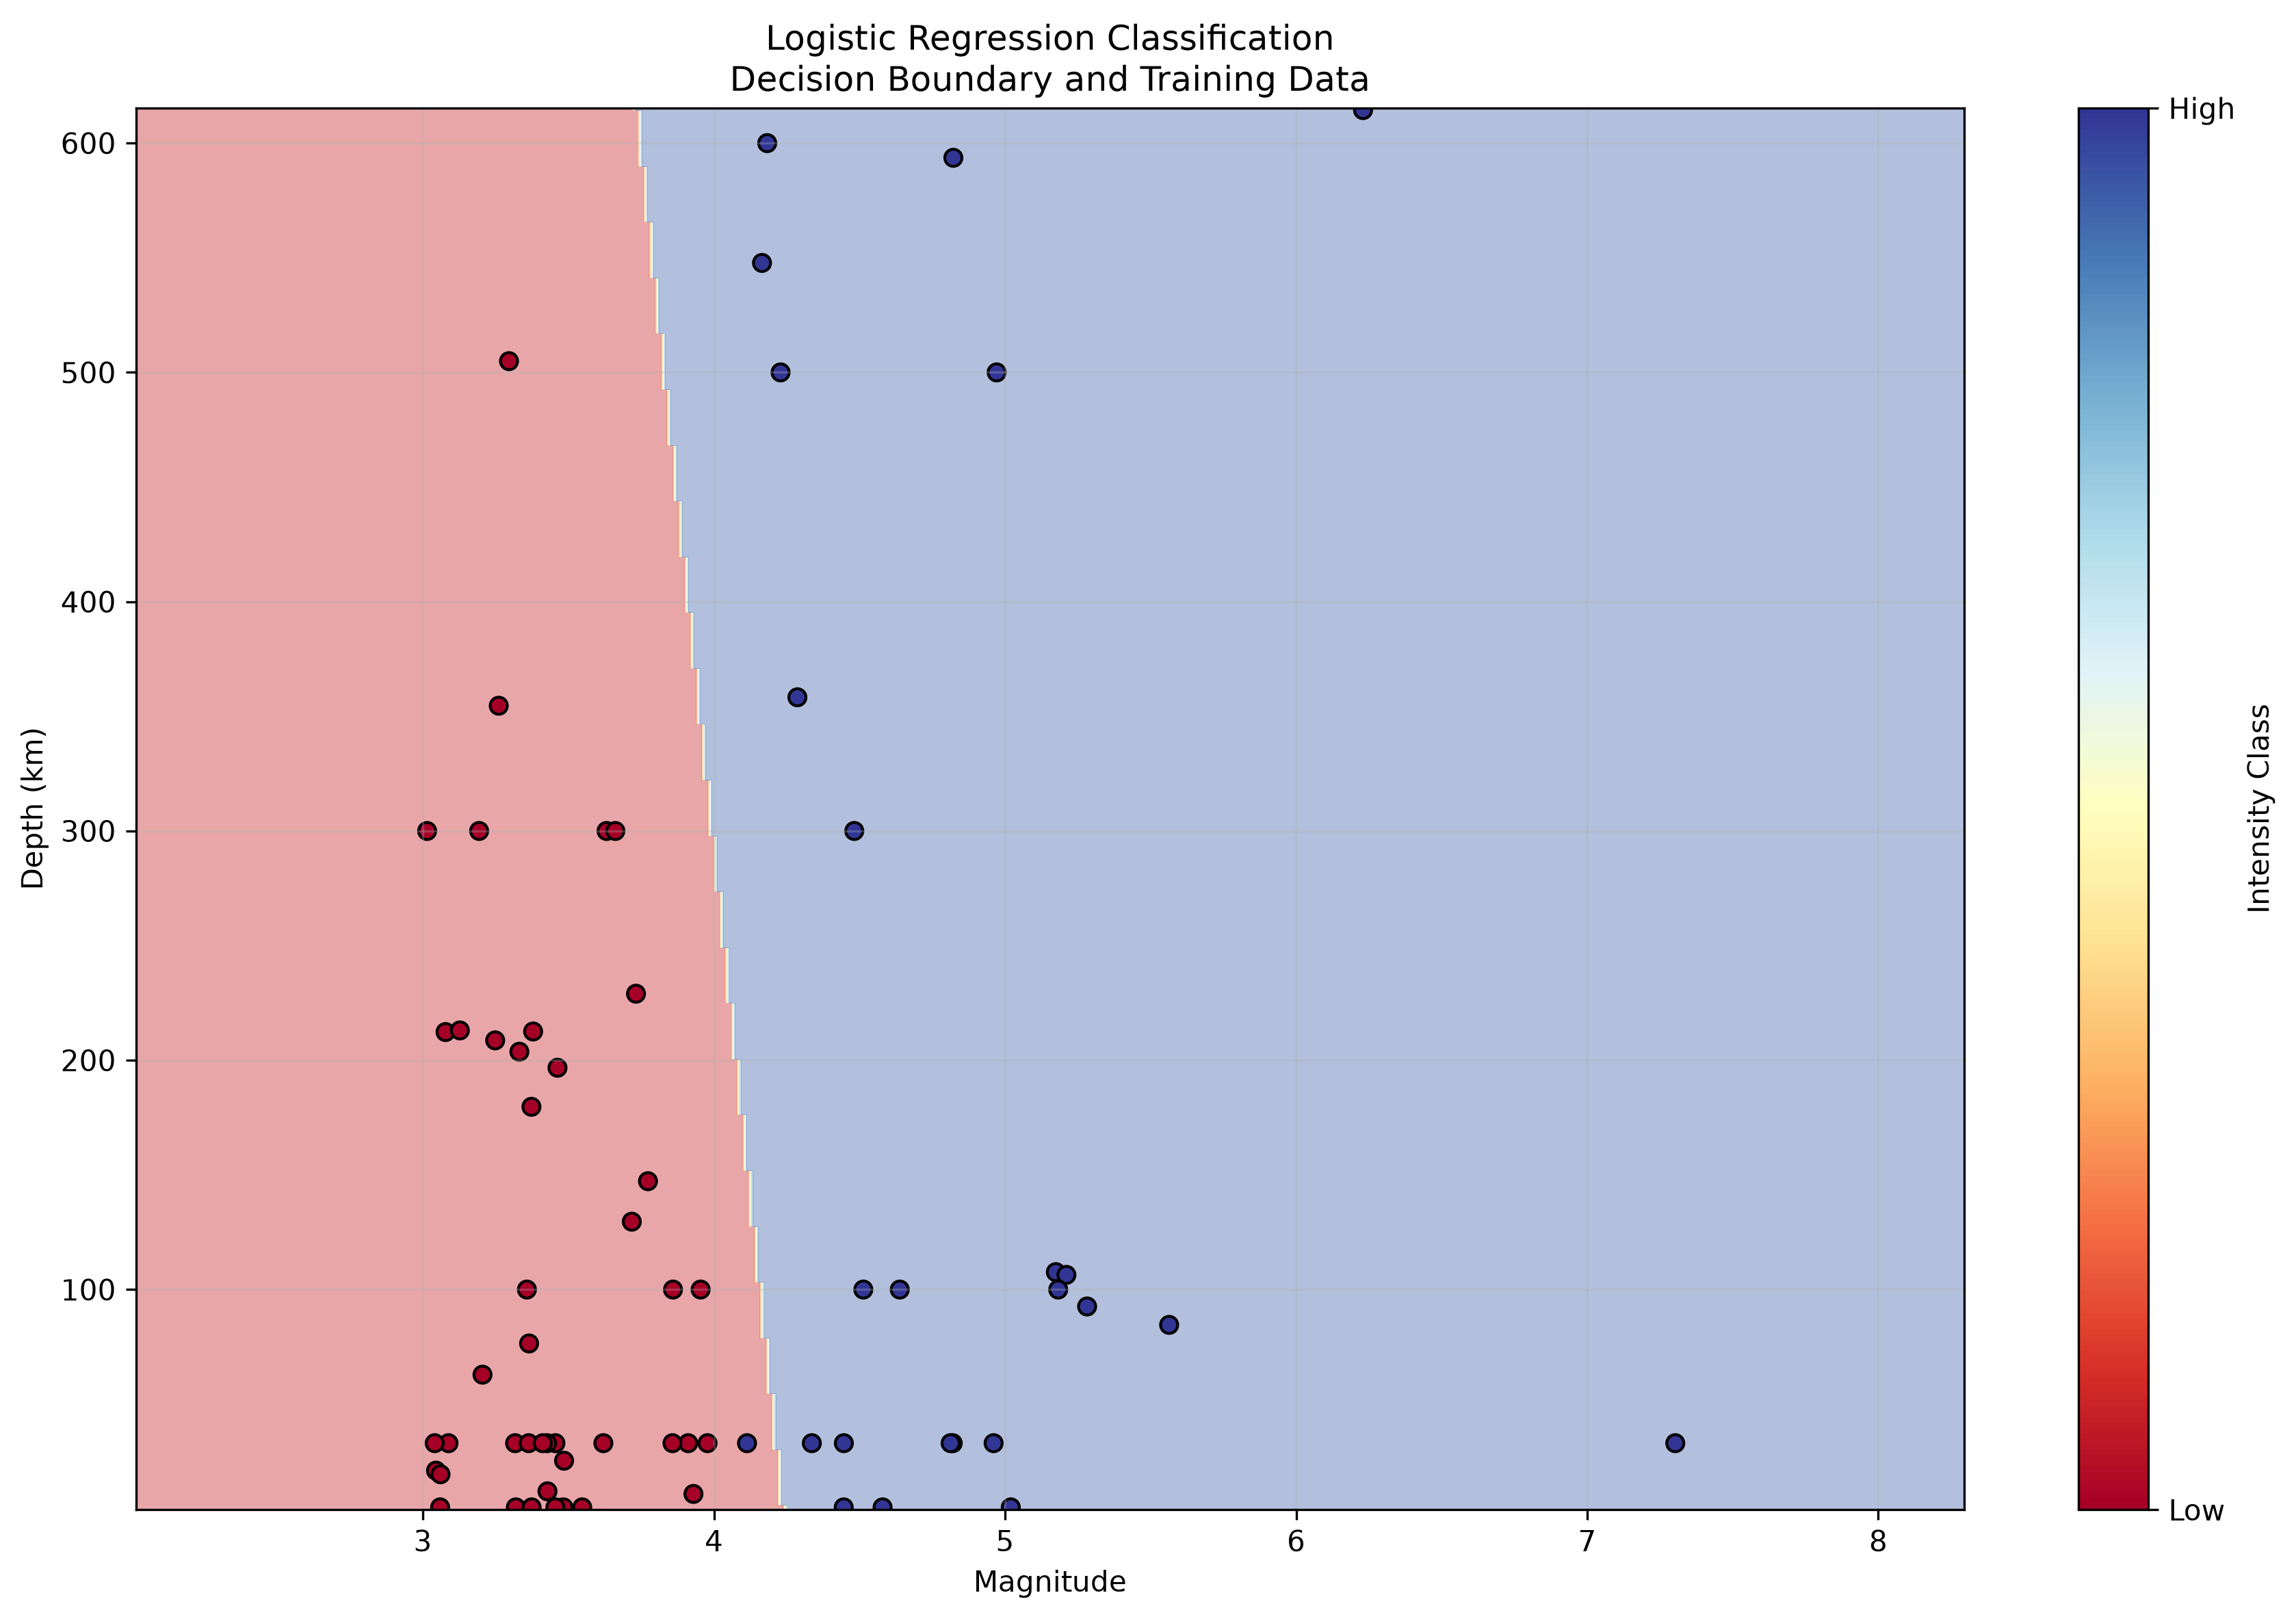 Logistic Regression Classification
Decision Boundary and Training Data
600
500
400
300
200
100
Depth (km)
3 4 5 6 7 8
Magnitude
High
Low
Intensity Class